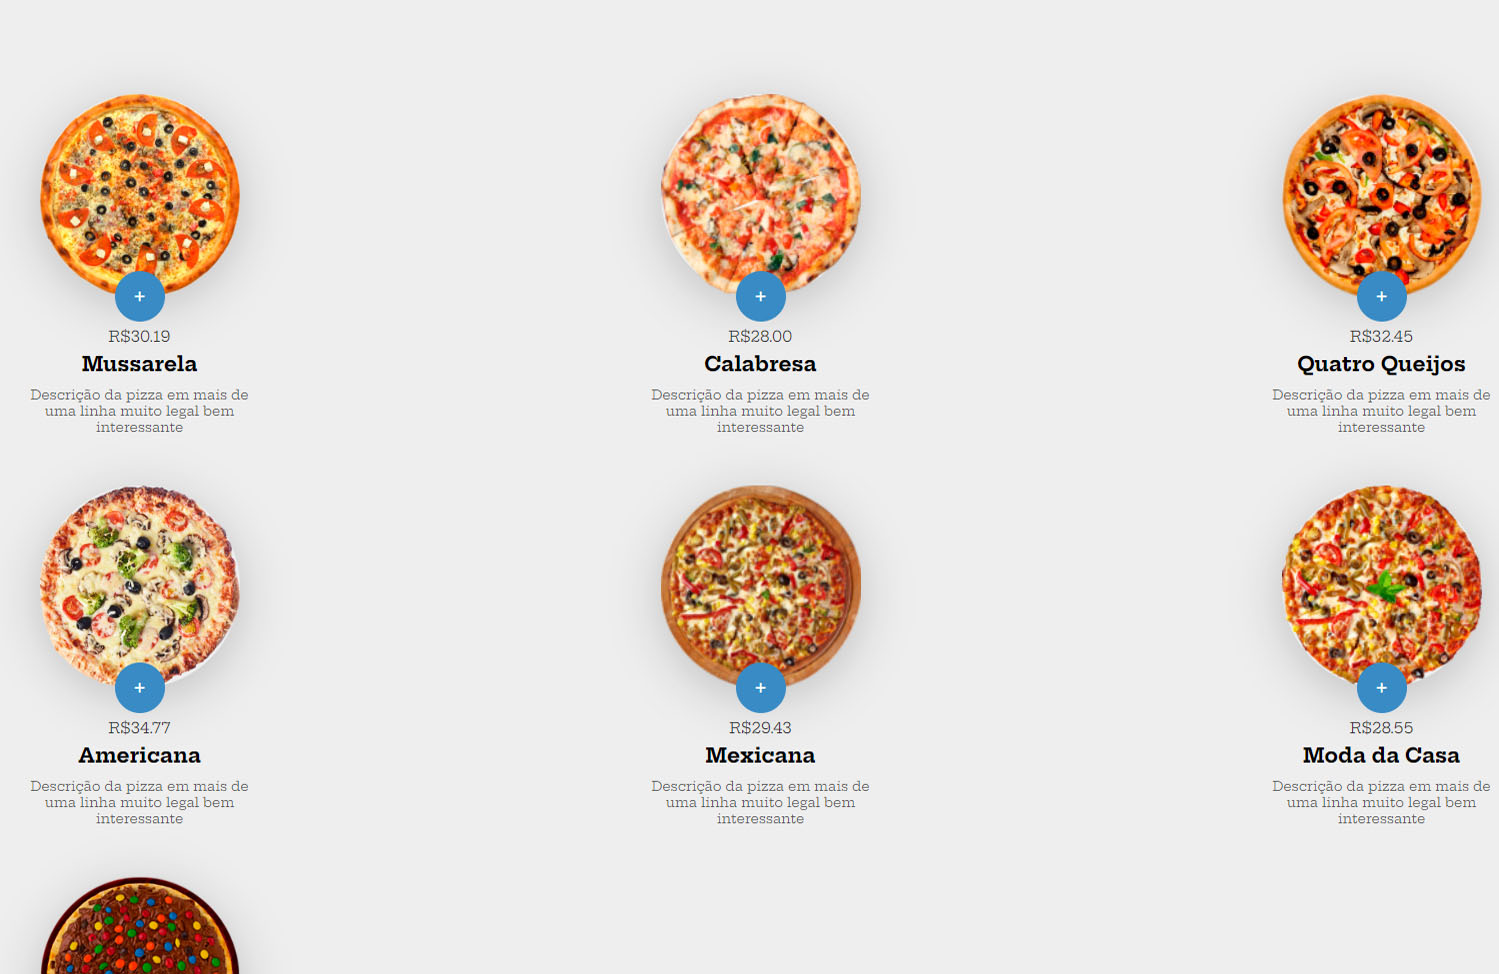 +
R$30.19
Mussarela
Descrição da pizza em mais de
uma linha muito legal bem
interessante
+
R$28.00
Calabresa
Descrição da pizza em mais de
uma linha muito legal bem
interessante
+
R$32.45
Quatro Queijos
Descrição da pizza em mais de
uma linha muito legal bem
interessante
+
R$34.77
Americana
Descrição da pizza em mais de
uma linha muito legal bem
interessante
+
R$29.43
Mexicana
Descrição da pizza em mais de
uma linha muito legal bem
interessante
+
R$28.55
Moda da Casa
Descrição da pizza em mais de
uma linha muito legal bem
interessante